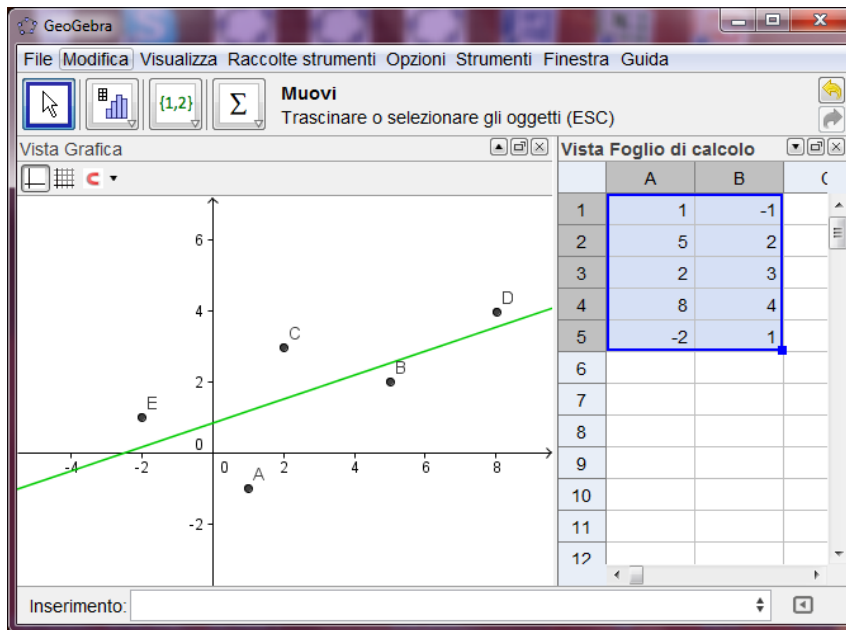 GeoGebra
File Modifica Visualizza Raccolte strumenti Opzioni Strumenti Finestra Guida
{1,2} Σ Muovi
Trascinare o selezionare gli oggetti (ESC)
Vista Grafica
Vista Foglio di calcolo
A B
1 1 -1
2 5 2
3 2 3
4 8 4
5 -2 1
6
7
8
9
10
11
12
6
4
2
0
-2
-4 -2 0 2 4 6 8
A
B
C
D
E
Inserimento: